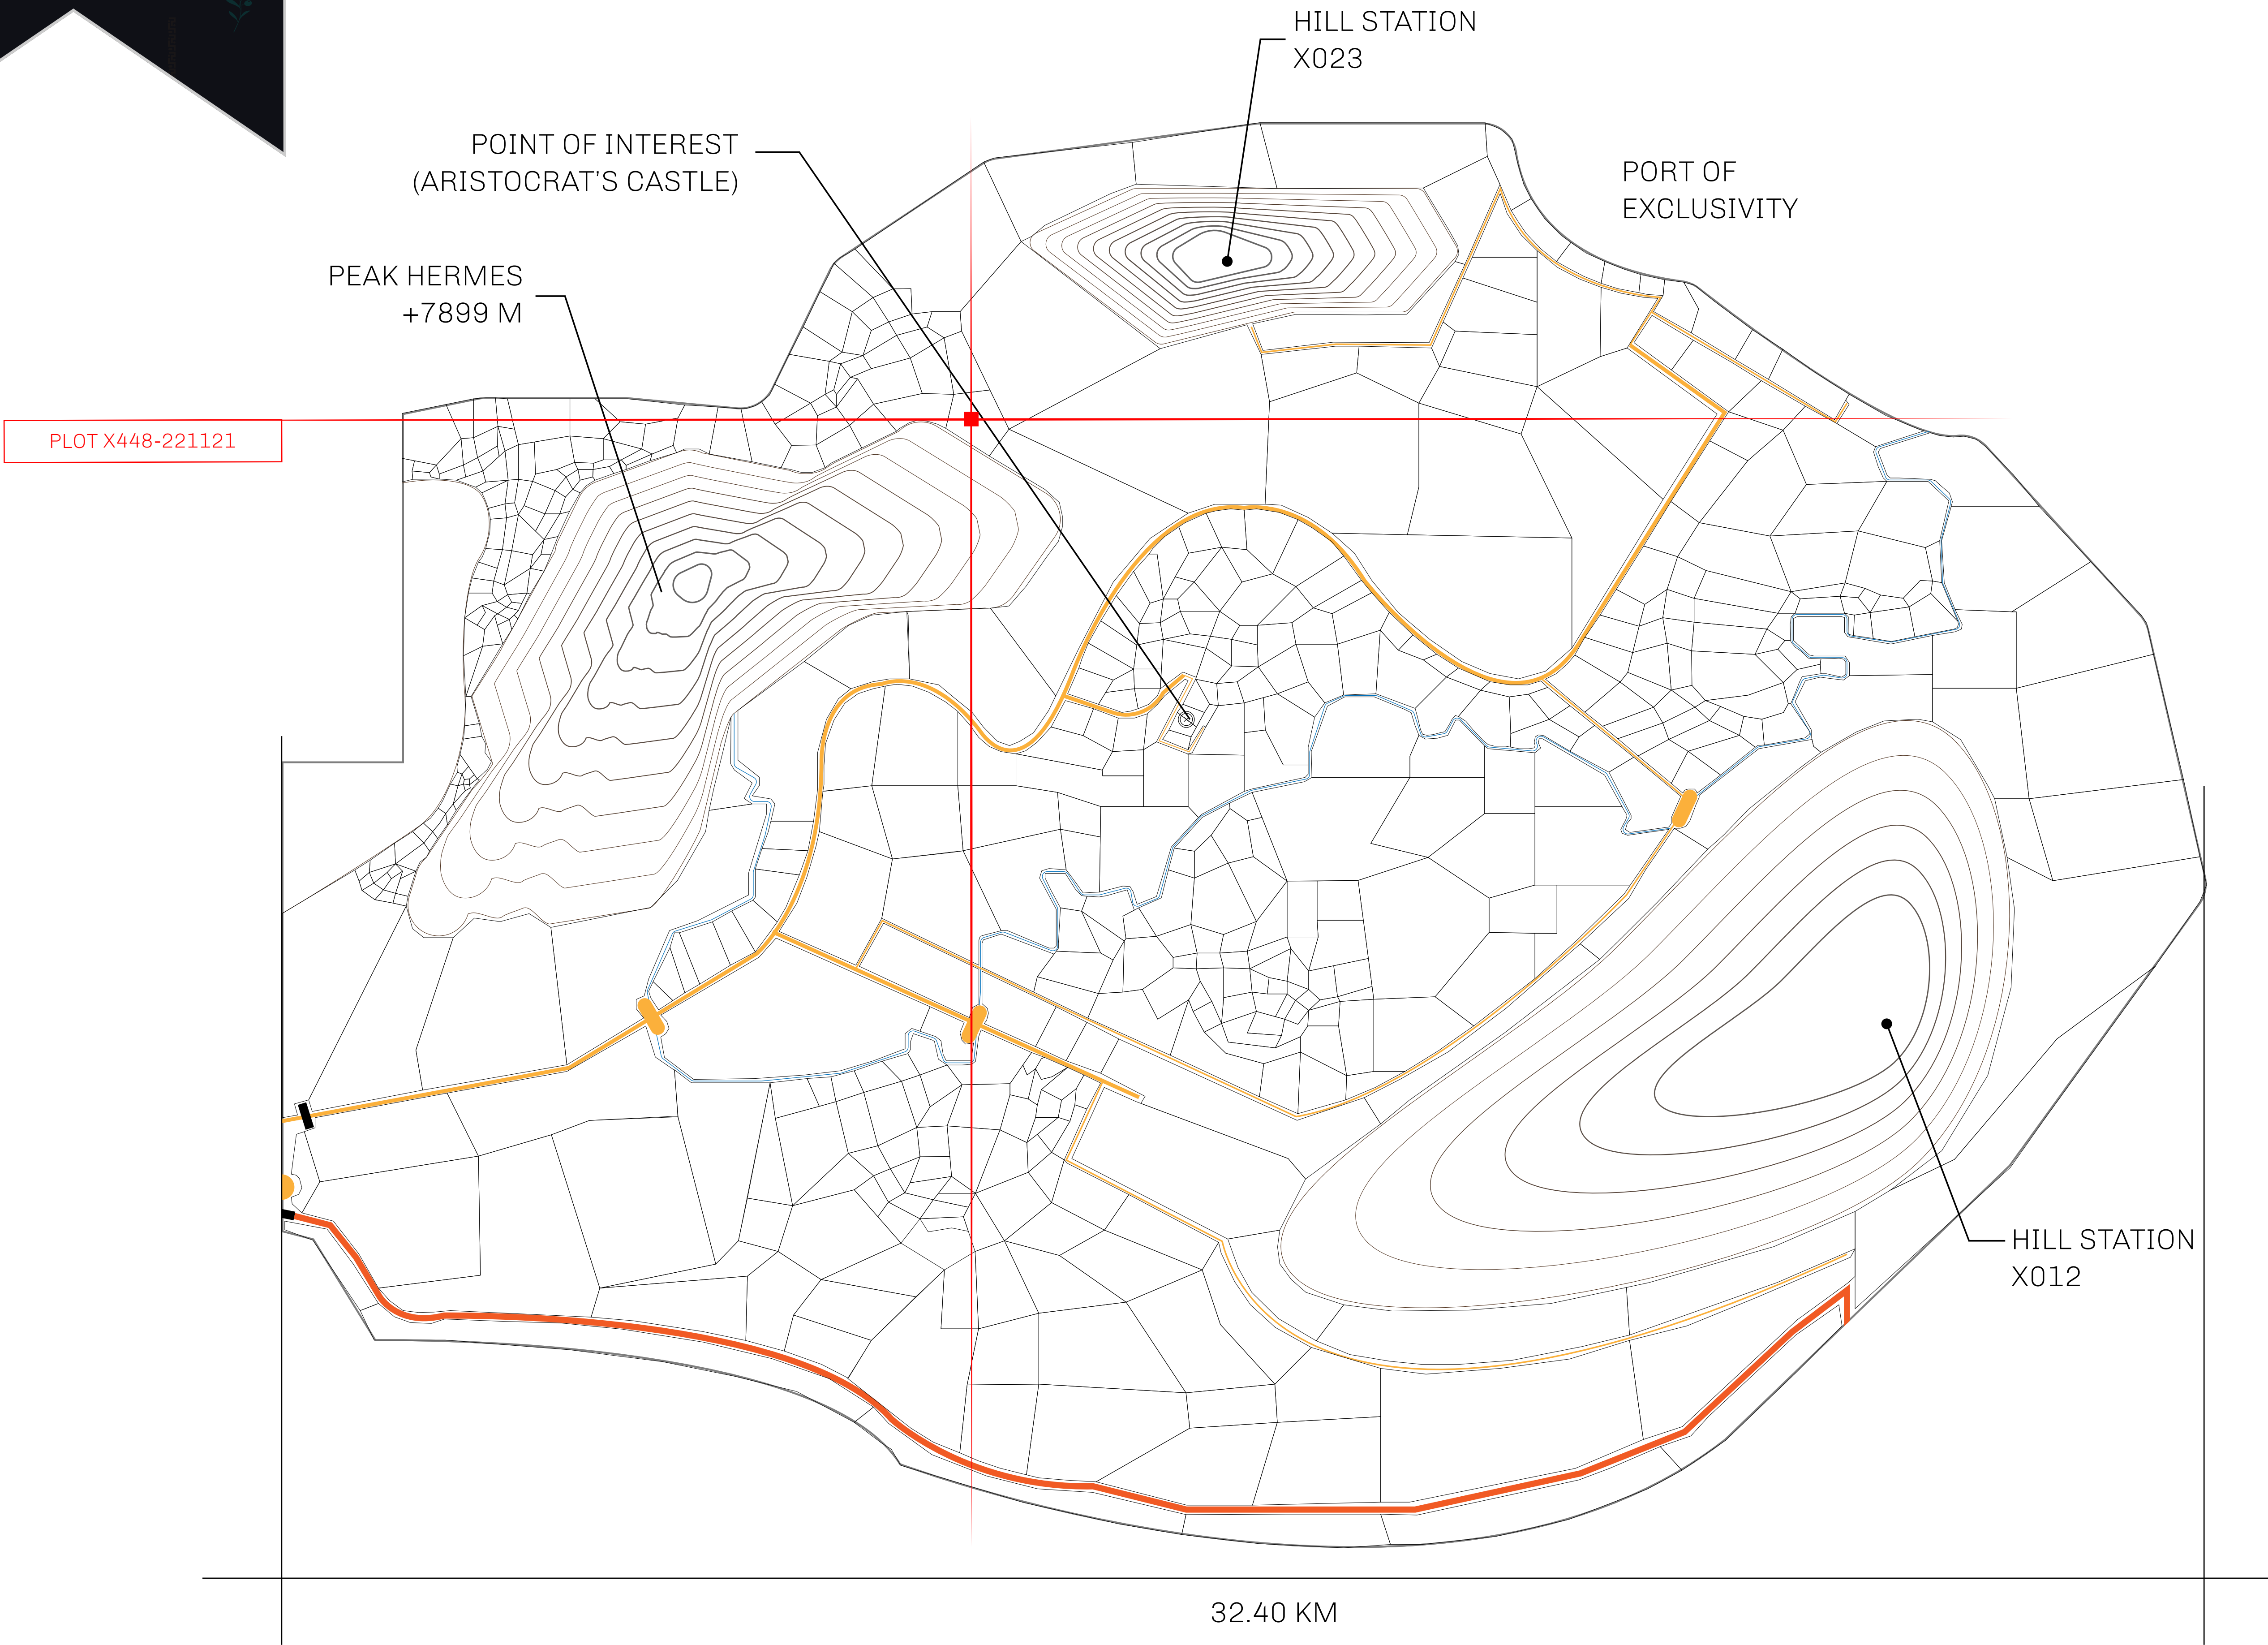 HILL STATION
X023
POINT OF INTEREST
(ARISTOCRAT'S CASTLE)
PORT OF
EXCLUSIVITY
PEAK HERMES
+7899 M
PLOT X448-221121
HILL STATION
X012
32.40 KM